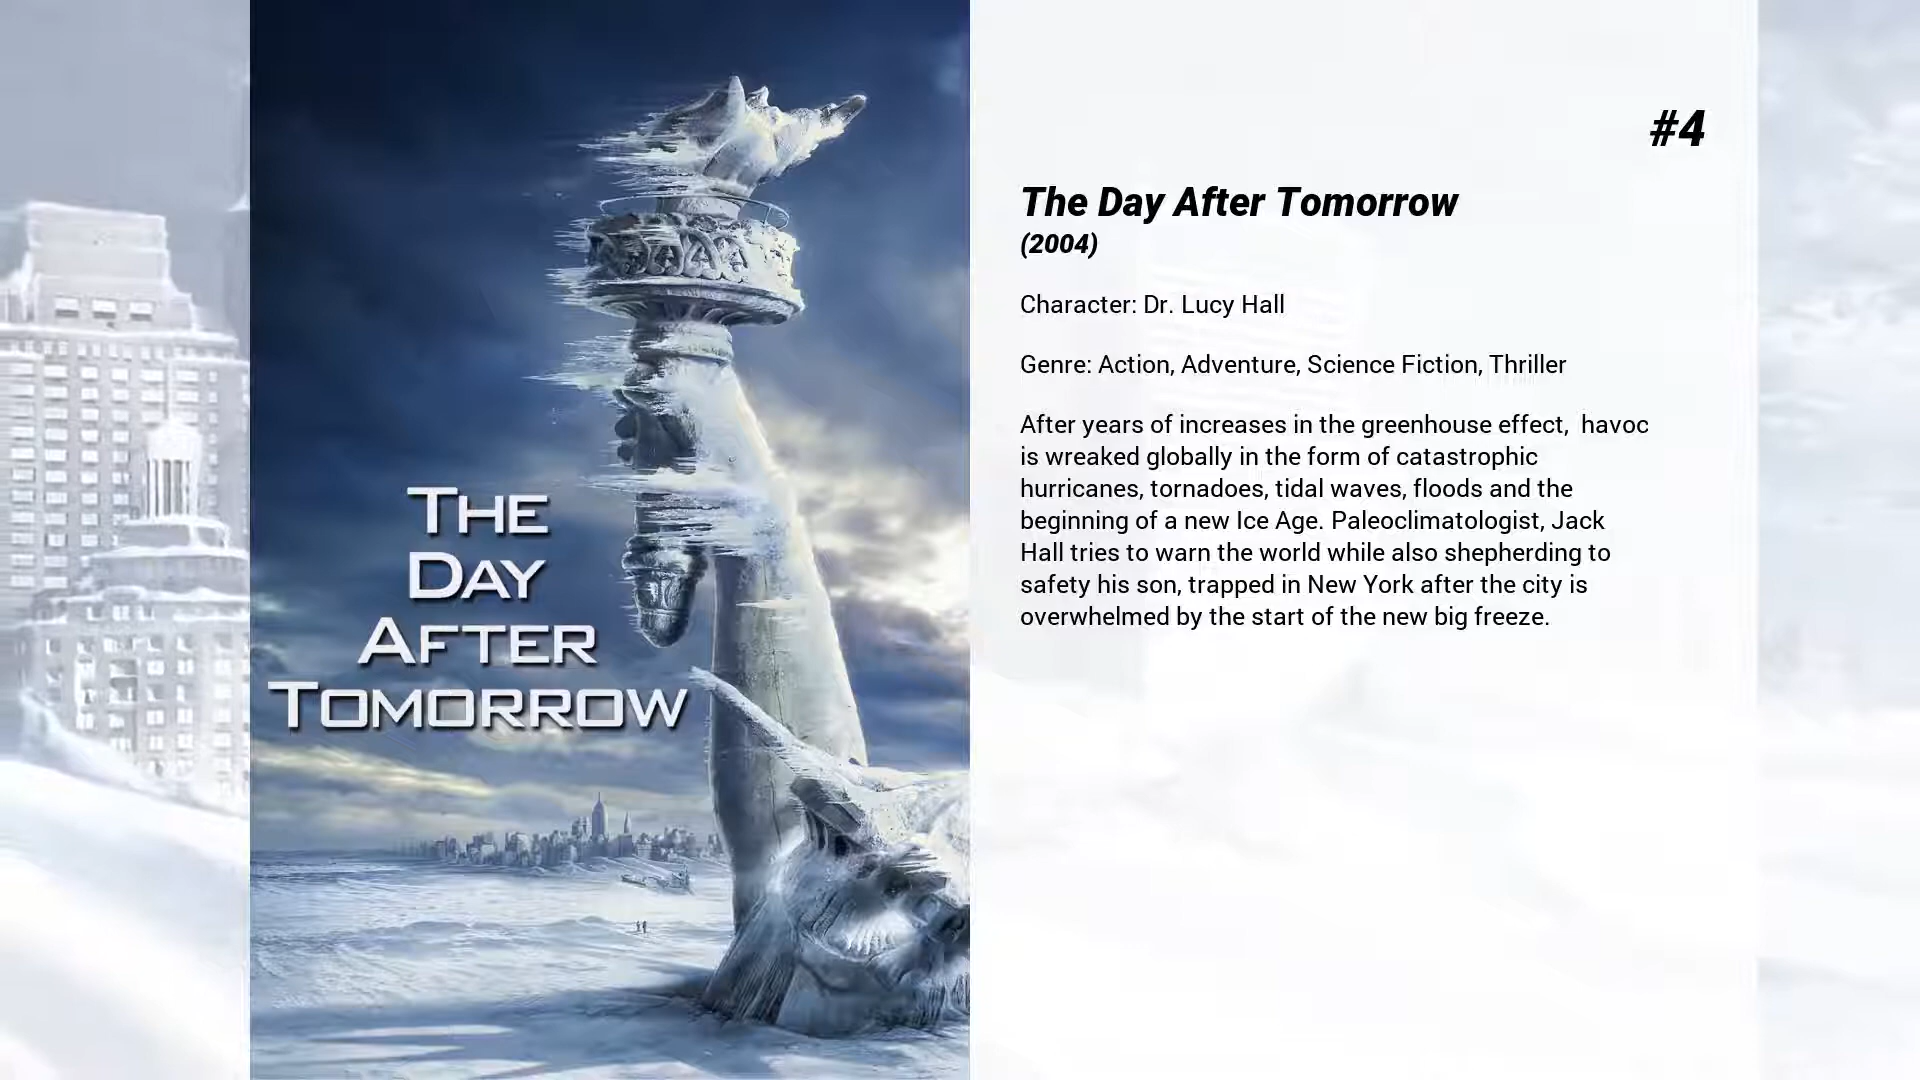 THE
DAY
AFTER
TOMORROW
#4
The Day After Tomorrow
(2004)
Character: Dr. Lucy Hall
Genre: Action, Adventure, Science Fiction, Thriller
After years of increases in the greenhouse effect,  havoc
is wreaked globally in the form of catastrophic
hurricanes, tornadoes, tidal waves, floods and the
beginning of a new Ice Age. Paleoclimatologist, Jack
Hall tries to warn the world while also shepherding to
safety his son, trapped in New York after the city is
overwhelmed by the start of the new big freeze.